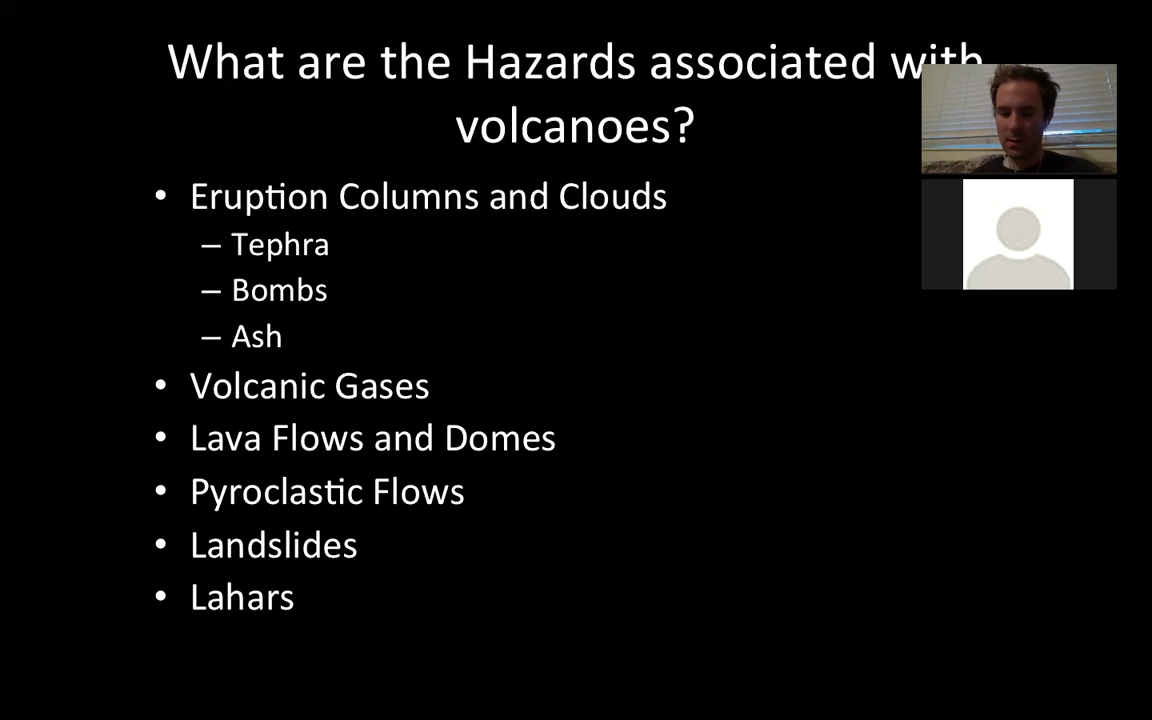 What are the Hazards associated with
volcanoes?
• Eruption Columns and Clouds
– Tephra
– Bombs
– Ash
• Volcanic Gases
• Lava Flows and Domes
• Pyroclastic Flows
• Landslides
• Lahars